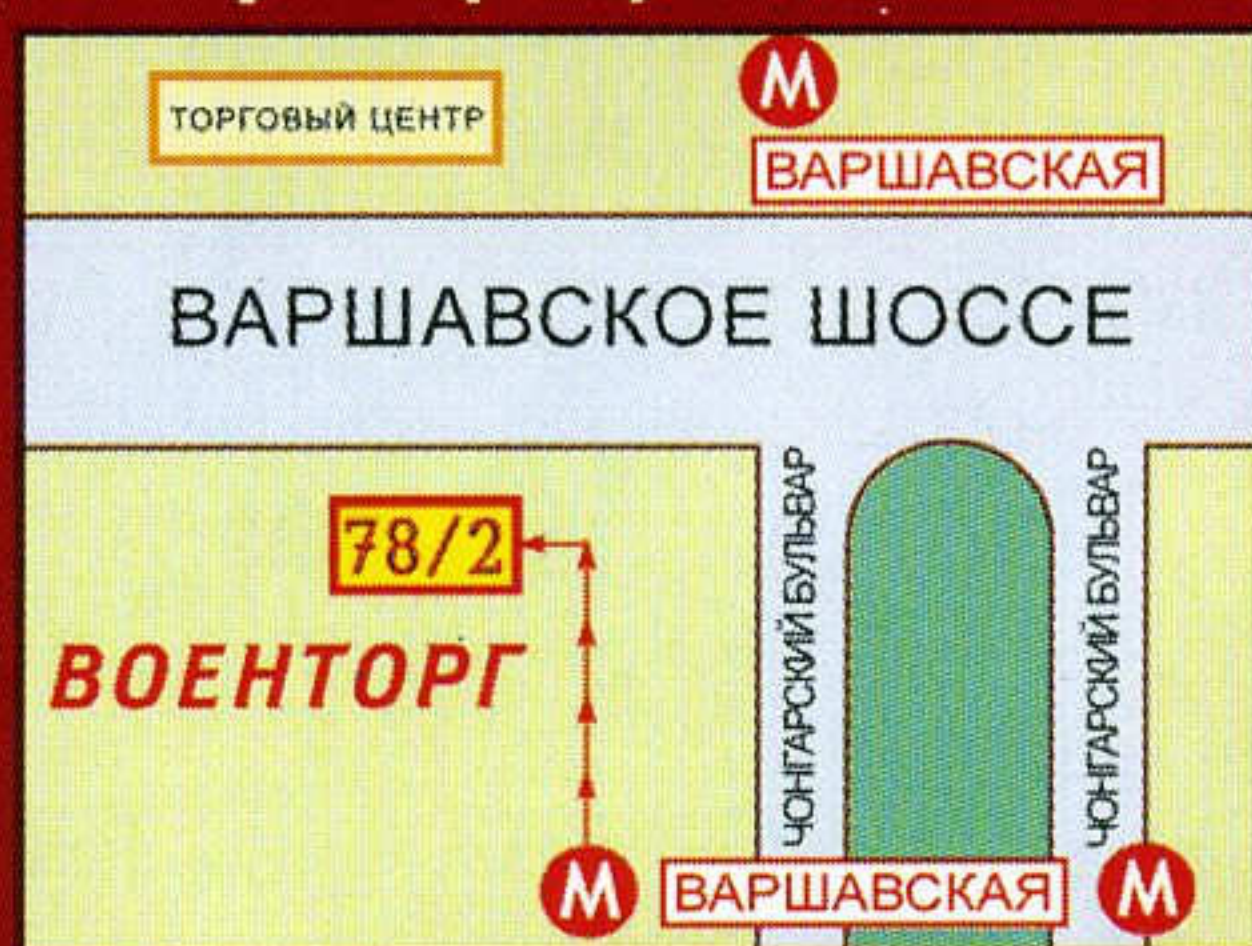 М
ТОРГОВЫЙ ЦЕНТР
ВАРШАВСКАЯ
ВАРШАВСКОЕ ШОССЕ
78/2
ВОЕНТОРГ
ЧОНГАРСКИЙ БУЛЬВАР
ЧОНГАРСКИЙ БУЛЬВАР
М
ВАРШАВСКАЯ
М